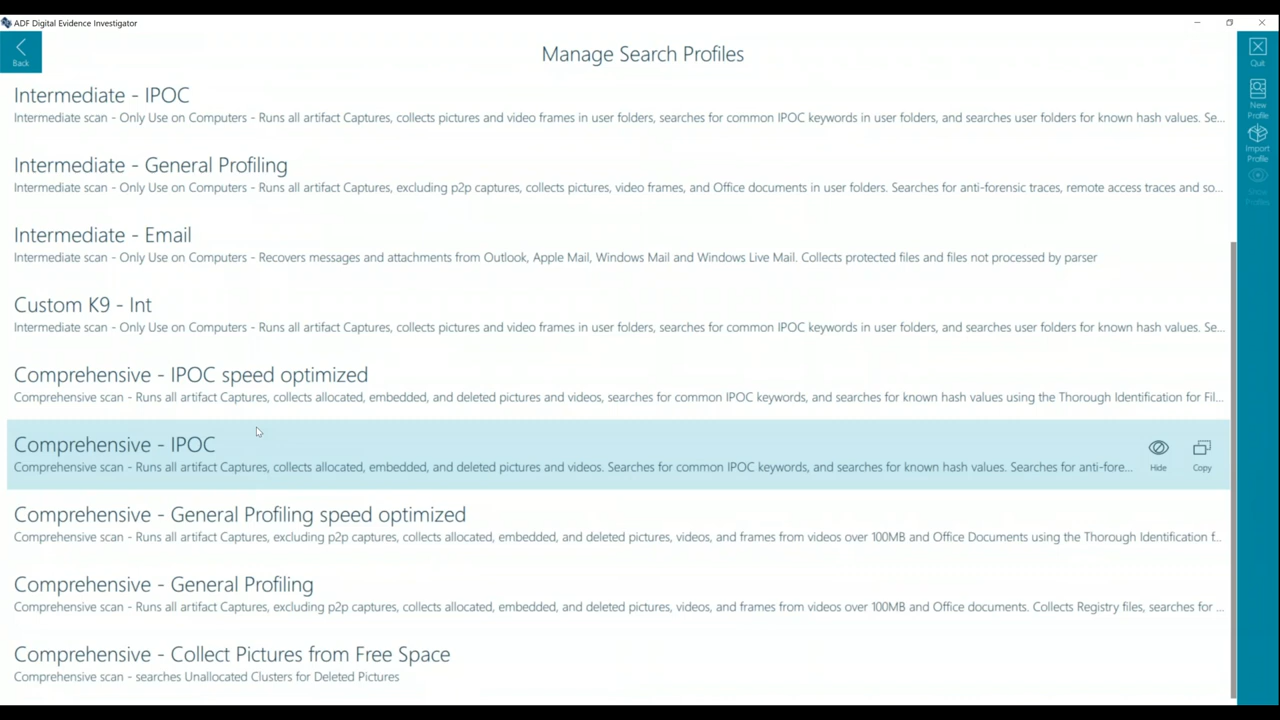 ADF Digital Evidence Investigator
Back
Manage Search Profiles
Quit
New
Profile
Import
Profile
Show
Profiles
Intermediate - IPOC
Intermediate scan - Only Use on Computers - Runs all artifact Captures, collects pictures and video frames in user folders, searches for common IPOC keywords in user folders, and searches user folders for known hash values. Se...
Intermediate - General Profiling
Intermediate scan - Only Use on Computers - Runs all artifact Captures, excluding p2p captures, collects pictures, video frames, and Office documents in user folders. Searches for anti-forensic traces, remote access traces and so...
Intermediate - Email
Intermediate scan - Only Use on Computers - Recovers messages and attachments from Outlook, Apple Mail, Windows Mail and Windows Live Mail. Collects protected files and files not processed by parser
Custom K9 - Int
Intermediate scan - Only Use on Computers - Runs all artifact Captures, collects pictures and video frames in user folders, searches for common IPOC keywords in user folders, and searches user folders for known hash values. Se...
Comprehensive - IPOC speed optimized
Comprehensive scan - Runs all artifact Captures, collects allocated, embedded, and deleted pictures and videos, searches for common IPOC keywords, and searches for known hash values using the Thorough Identification for Fil...
Comprehensive - IPOC
Comprehensive scan - Runs all artifact Captures, collects allocated, embedded, and deleted pictures and videos. Searches for common IPOC keywords, and searches for known hash values. Searches for anti-fore...
Hide
Copy
Comprehensive - General Profiling speed optimized
Comprehensive scan - Runs all artifact Captures, excluding p2p captures, collects allocated, embedded, and deleted pictures, videos, and frames from videos over 100MB and Office Documents using the Thorough Identification f...
Comprehensive - General Profiling
Comprehensive scan - Runs all artifact Captures, excluding p2p captures, collects allocated, embedded, and deleted pictures, videos, and frames from videos over 100MB and Office documents. Collects Registry files, searches for ...
Comprehensive - Collect Pictures from Free Space
Comprehensive scan - searches Unallocated Clusters for Deleted Pictures